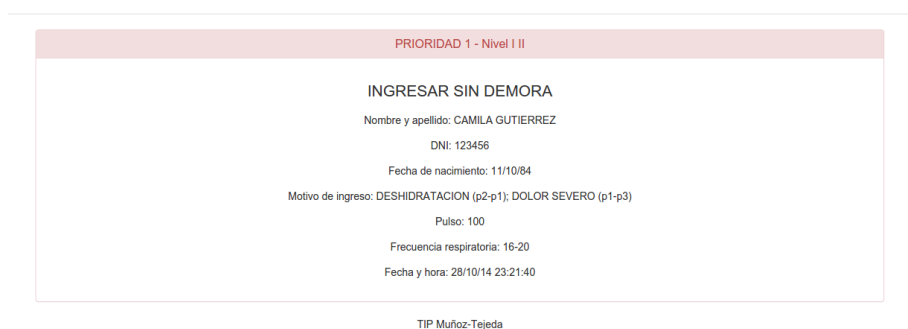 PRIORIDAD 1 - Nivel I II
INGRESAR SIN DEMORA
Nombre y apellido: CAMILA GUTIERREZ
DNI: 123456
Fecha de nacimiento: 11/10/84
Motivo de ingreso: DESHIDRATACION (p2-p1); DOLOR SEVERO (p1-p3)
Pulso: 100
Frecuencia respiratoria: 16-20
Fecha y hora: 28/10/14 23:21:40
TIP Muñoz-Tejeda